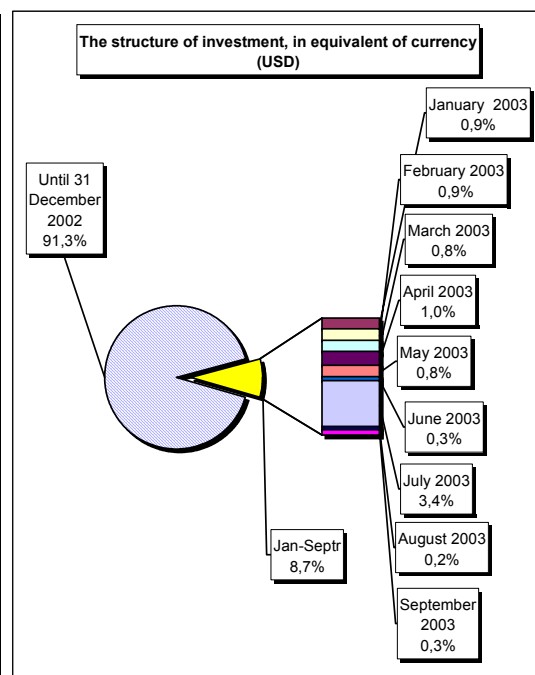 The structure of investment, in equivalent of currency
(USD)
January 2003
0,9%
Until 31
December
2002
91,3%
February 2003
0,9%
March 2003
0,8%
April 2003
1,0%
May 2003
0,8%
June 2003
0,3%
July 2003
3,4%
Jan-Septr
8,7%
August 2003
0,2%
September
2003
0,3%